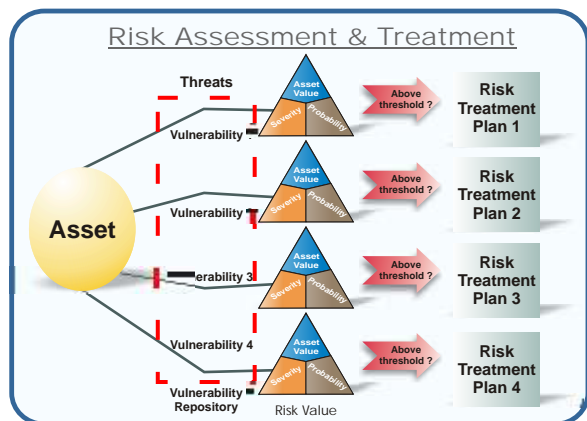 Risk Assessment & Treatment
Threats
Asset
Vulnerability
Asset
Value
Severity
Probability
Above
threshold ?
Risk
Treatment
Plan 1
Vulnerability
Asset
Value
Severity
Probability
Above
threshold ?
Risk
Treatment
Plan 2
erability 3
Asset
Value
Severity
Probability
Above
threshold ?
Risk
Treatment
Plan 3
Vulnerability 4
Asset
Value
Severity
Probability
Above
threshold ?
Risk
Treatment
Plan 4
Vulnerability
Repository
Risk Value